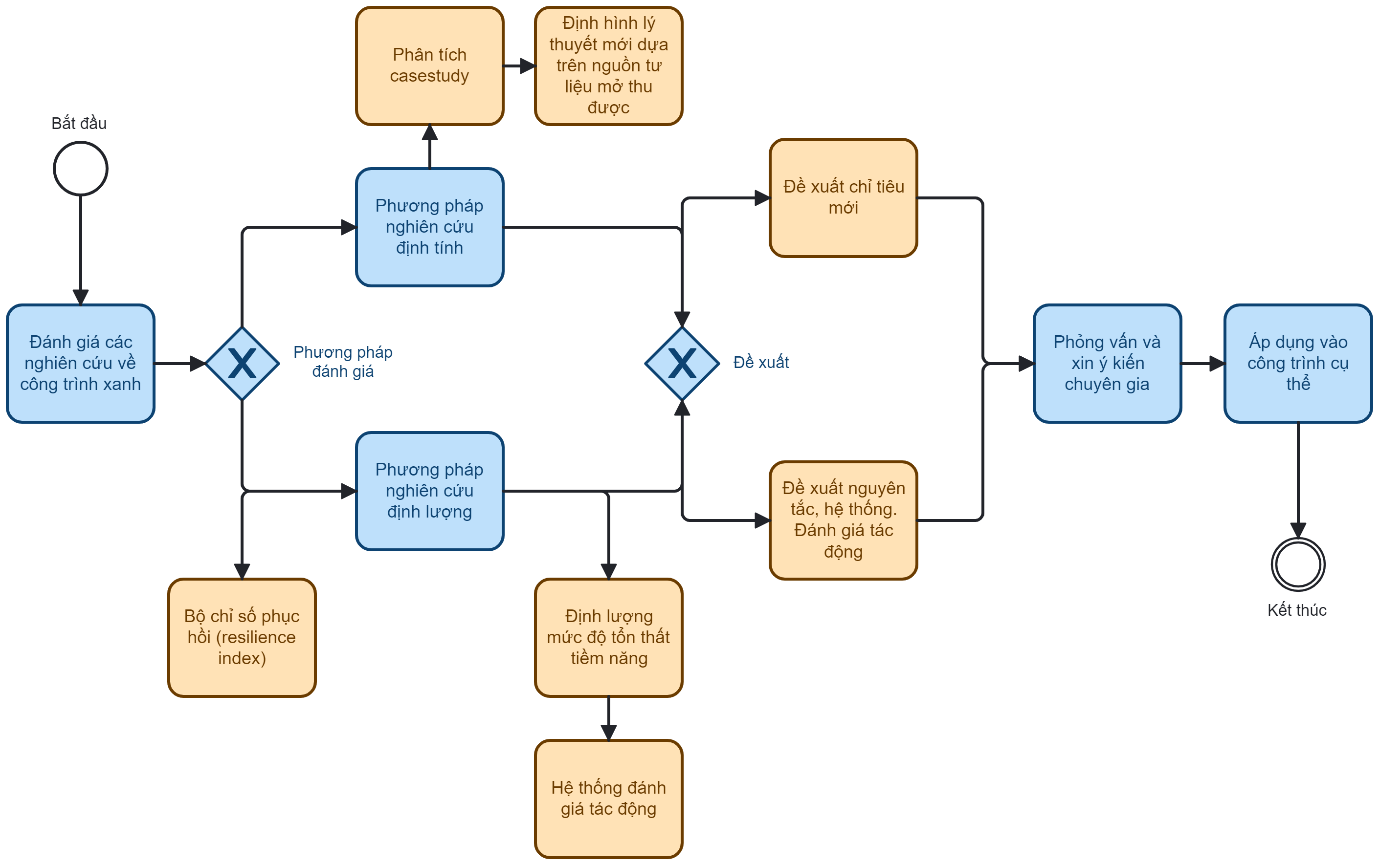 Phân tích
casestudy
Định hình lý
thuyết mới dựa
trên nguồn tư
liệu mở thu
được
Bắt đầu
Phương pháp
nghiên cứu
định tính
Đề xuất chỉ tiêu
mới
Đánh giá các
nghiên cứu về
công trình xanh
X
Phương pháp
đánh giá
X
Đề xuất
Phỏng vấn và
xin ý kiến
chuyên gia
Áp dụng vào
công trình cụ
thể
Phương pháp
nghiên cứu
định lượng
Đề xuất nguyên
tắc, hệ thống.
Đánh giá tác
động
Bộ chỉ số phục
hồi (resilience
index)
Định lượng
mức độ tổn thất
tiềm năng
Kết thúc
Hệ thống đánh
giá tác động